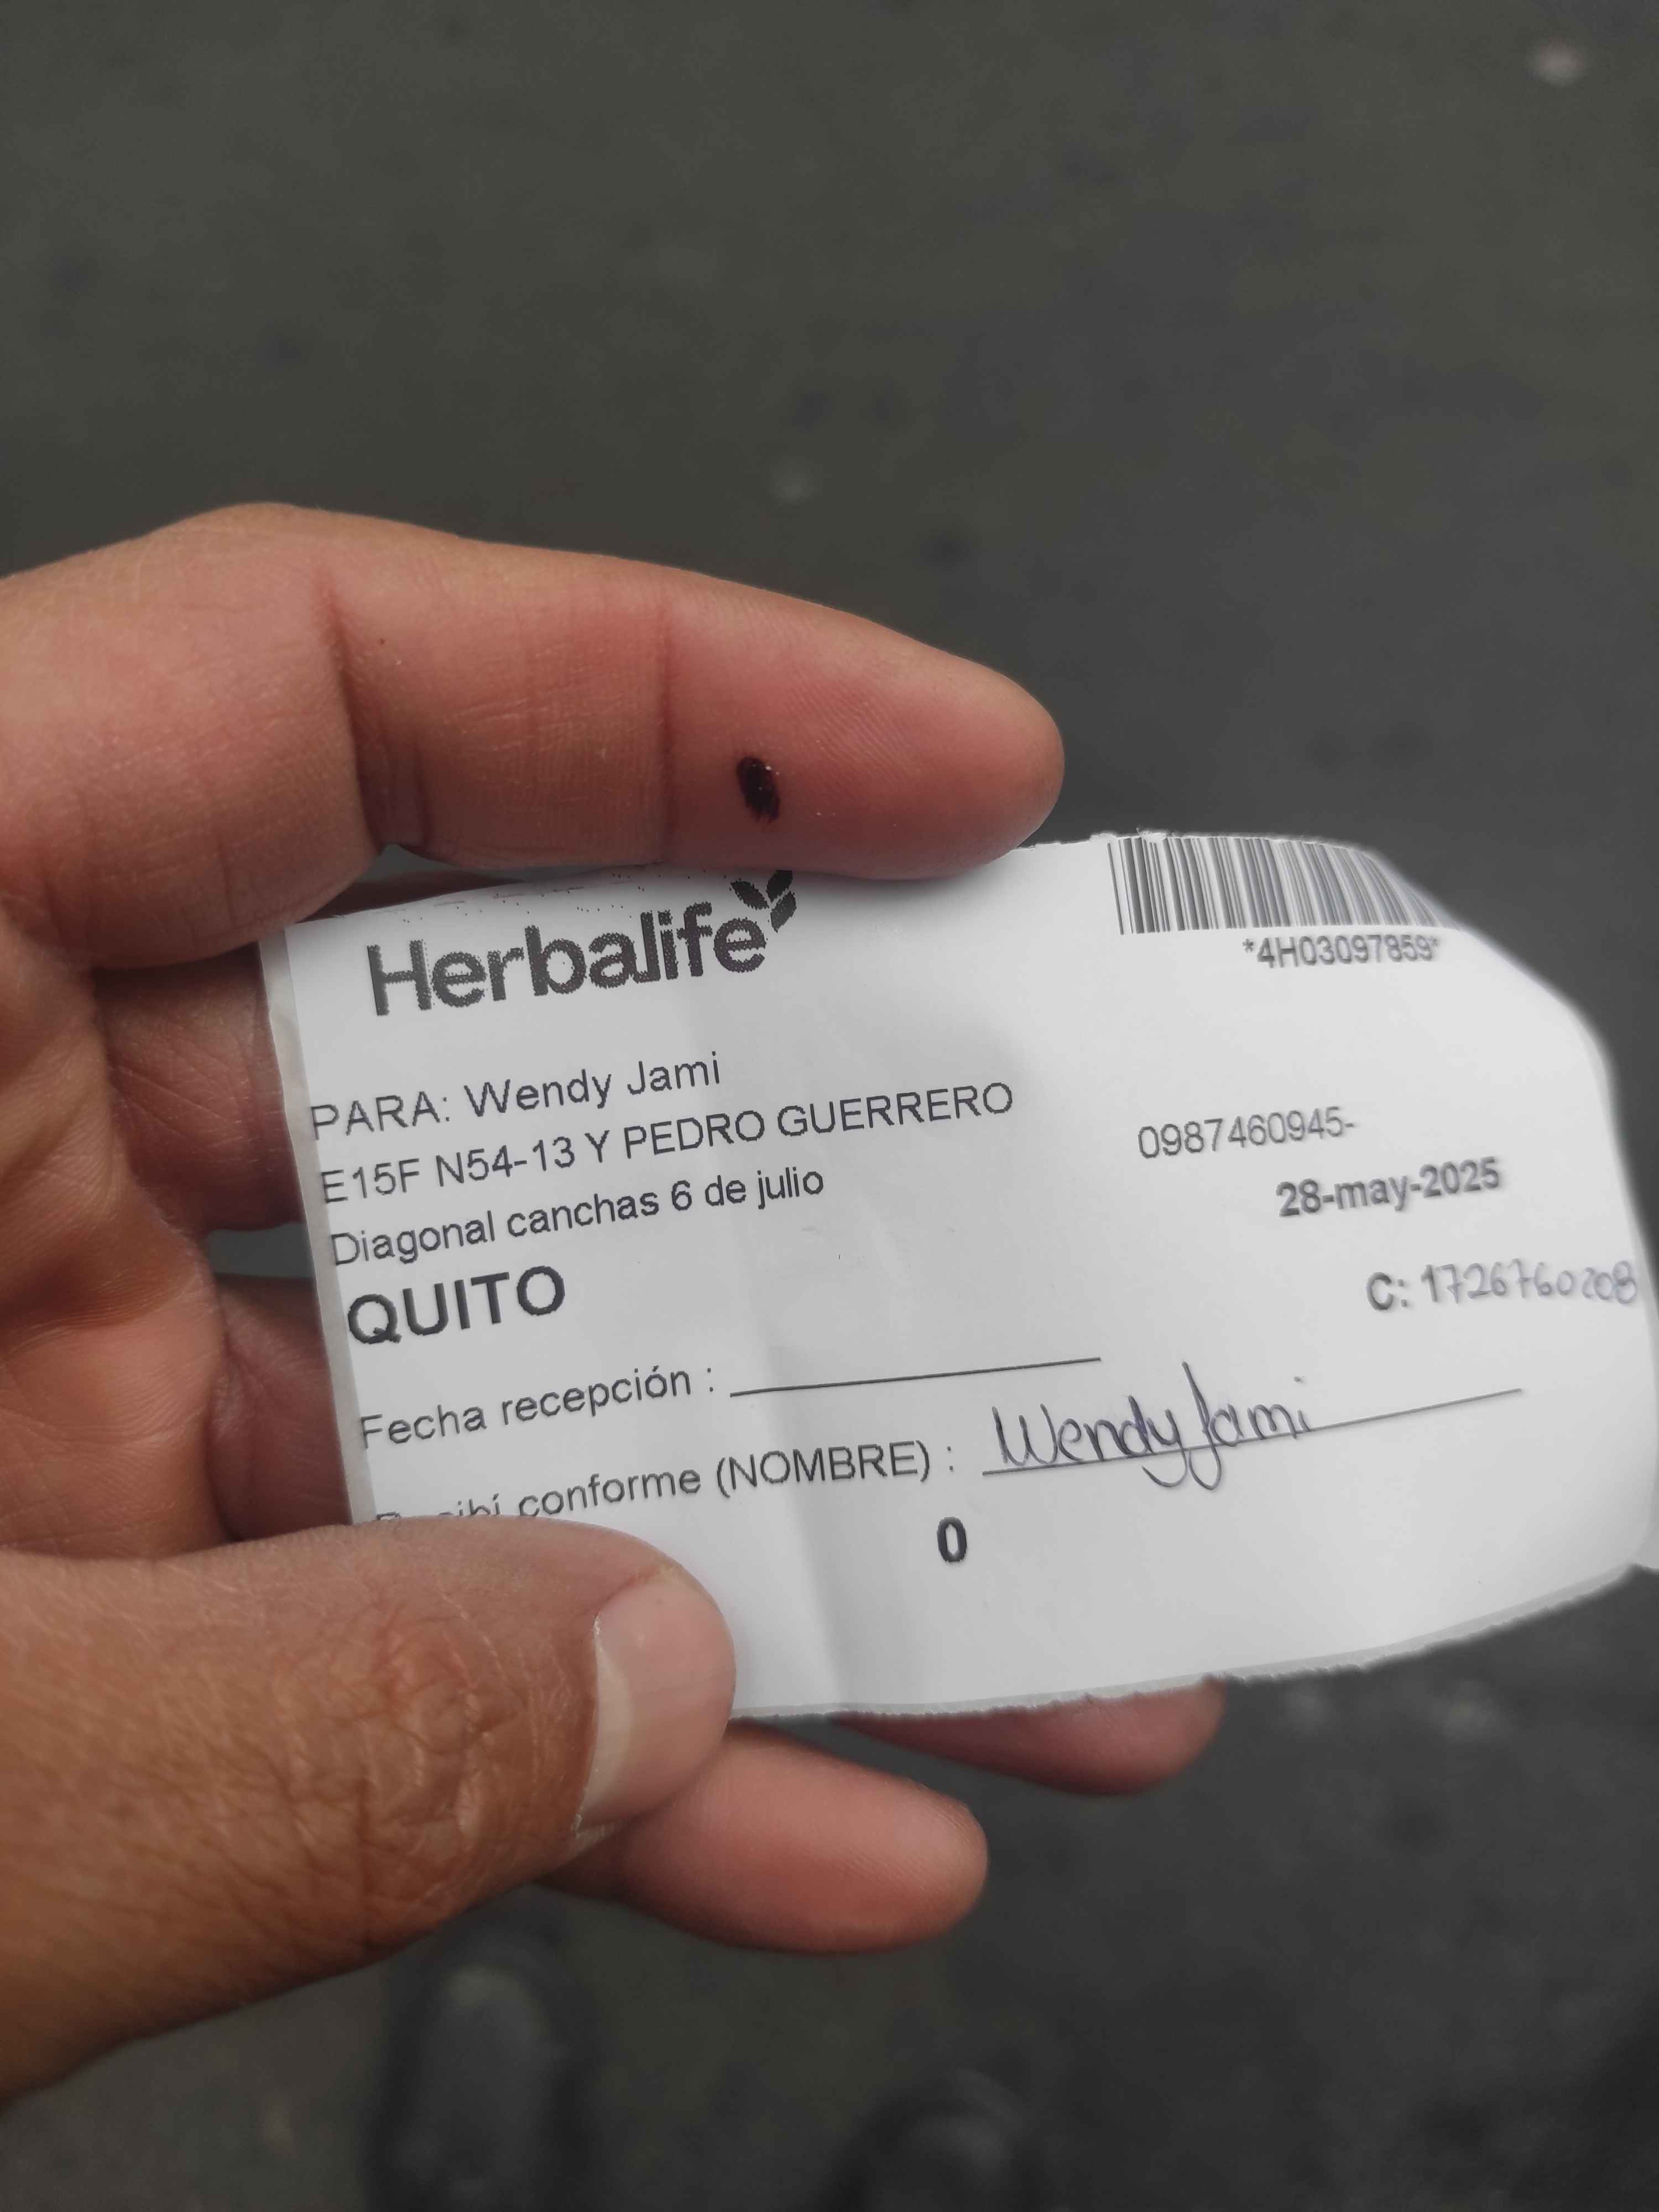 Herbalife
*4H03097859*
PARA: Wendy Jami
E15F N54-13 Y PEDRO GUERRERO
0987460945-
Diagonal canchas 6 de julio
28-may-2025
QUITO
C: 1726760208
Fecha recepción :
conforme (NOMBRE) : Wendy Jami
0